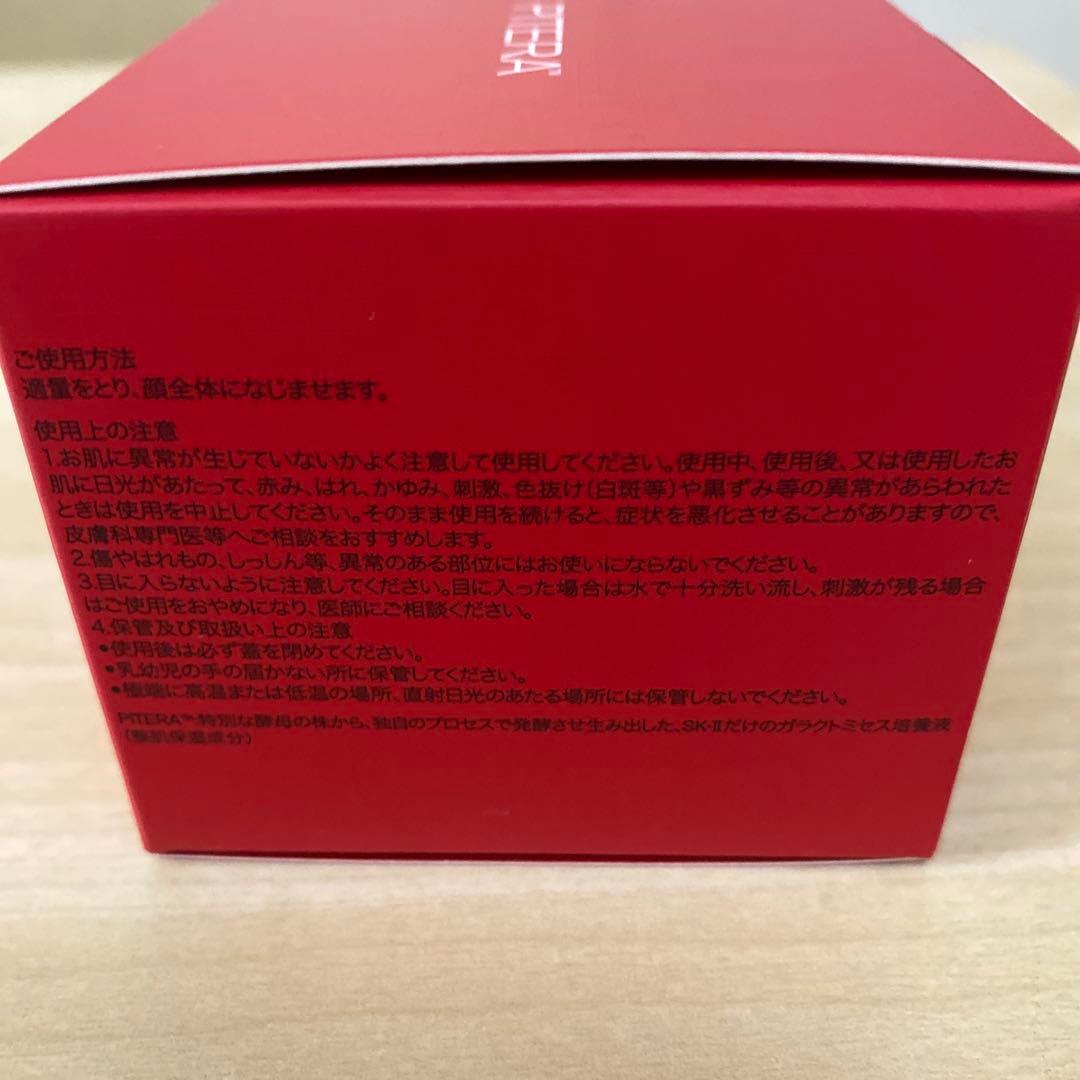 PITERA™
ご使用方法
適量をとり、顔全体になじませます。
使用上の注意
1.お肌に異常が生じていないかよく注意して使用してください。使用中、使用後、又は使用したお
肌に日光があたって、赤み、はれ、かゆみ、刺激、色抜け(白斑等)や黒ずみ等の異常があらわれた
ときは使用を中止してください。そのまま使用を続けると、症状を悪化させることがありますので、
皮膚科専門医等へご相談をおすすめします。
2.傷やはれもの、しっしん等、異常のある部位にはお使いにならないでください。
3.目に入らないように注意してください。目に入った場合は水で十分洗い流し、刺激が残る場合
はご使用をおやめになり、医師にご相談ください。
4.保管及び取扱い上の注意
•使用後は必ず蓋を閉めてください。
•乳幼児の手の届かない所に保管してください。
•極端に高温または低温の場所、直射日光のあたる場所には保管しないでください。
PITERA™:特別な酵母の株から、独自のプロセスで発酵させ生み出した、SK-IIだけのガラクトミセス培養液
(整肌保湿成分)